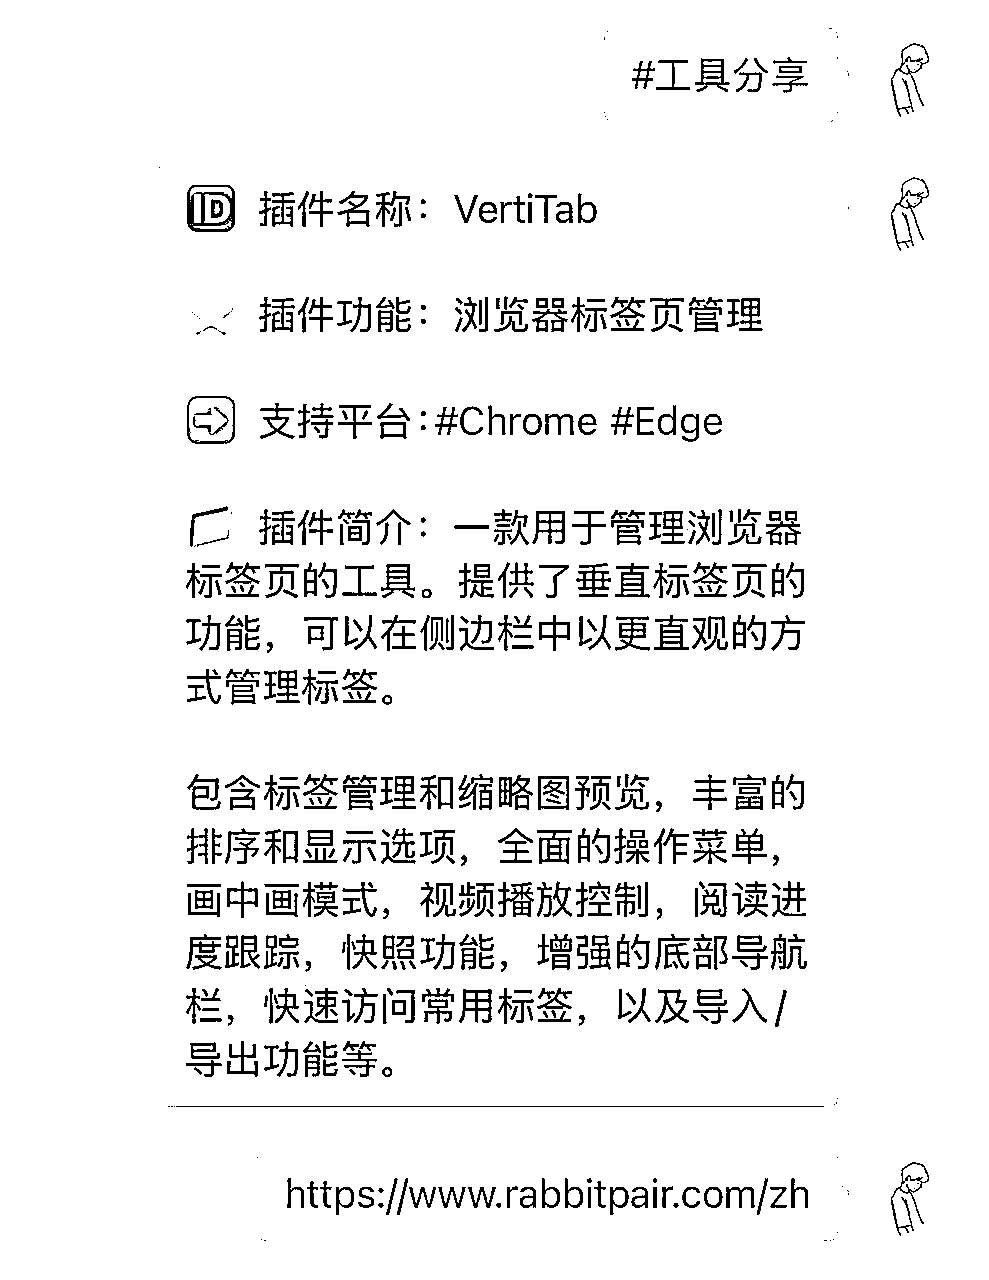 #工具分享
🆔 插件名称：VertiTab
插件功能：浏览器标签页管理
➡️ 支持平台:#Chrome #Edge
插件简介：一款用于管理浏览器
标签页的工具。提供了垂直标签页的
功能，可以在侧边栏中以更直观的方
式管理标签。
包含标签管理和缩略图预览，丰富的
排序和显示选项，全面的操作菜单，
画中画模式，视频播放控制，阅读进
度跟踪，快照功能，增强的底部导航
栏，快速访问常用标签，以及导入/
导出功能等。
https://www.rabbitpair.com/zh